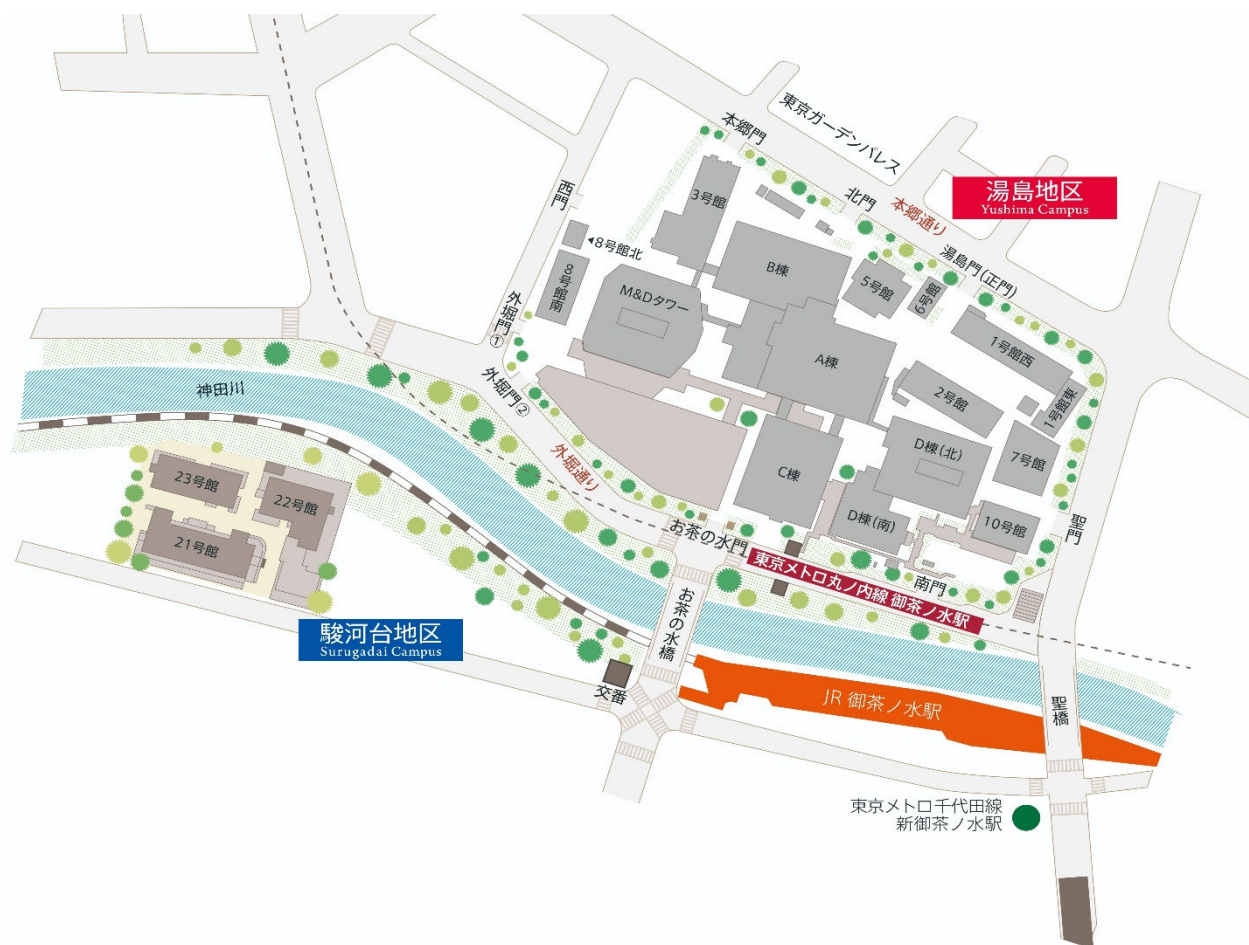 本郷門
東京ガーデンパレス
湯島地区
Yushima Campus
西門
3号館
北門
本郷通り
◀8号館北
湯島門(正門)
B棟
5号館
6号館
8号館南
M&Dタワー
外堀門①
1号館西
A棟
神田川
外堀門②
2号館
1号館東
D棟(北)
7号館
外堀通り
C棟
23号館
22号館
D棟(南)
10号館
聖門
21号館
お茶の水門
東京メトロ丸ノ内線 御茶ノ水駅
南門
駿河台地区
Surugadai Campus
お茶の水橋
交番
JR 御茶ノ水駅
聖橋
東京メトロ千代田線
新御茶ノ水駅